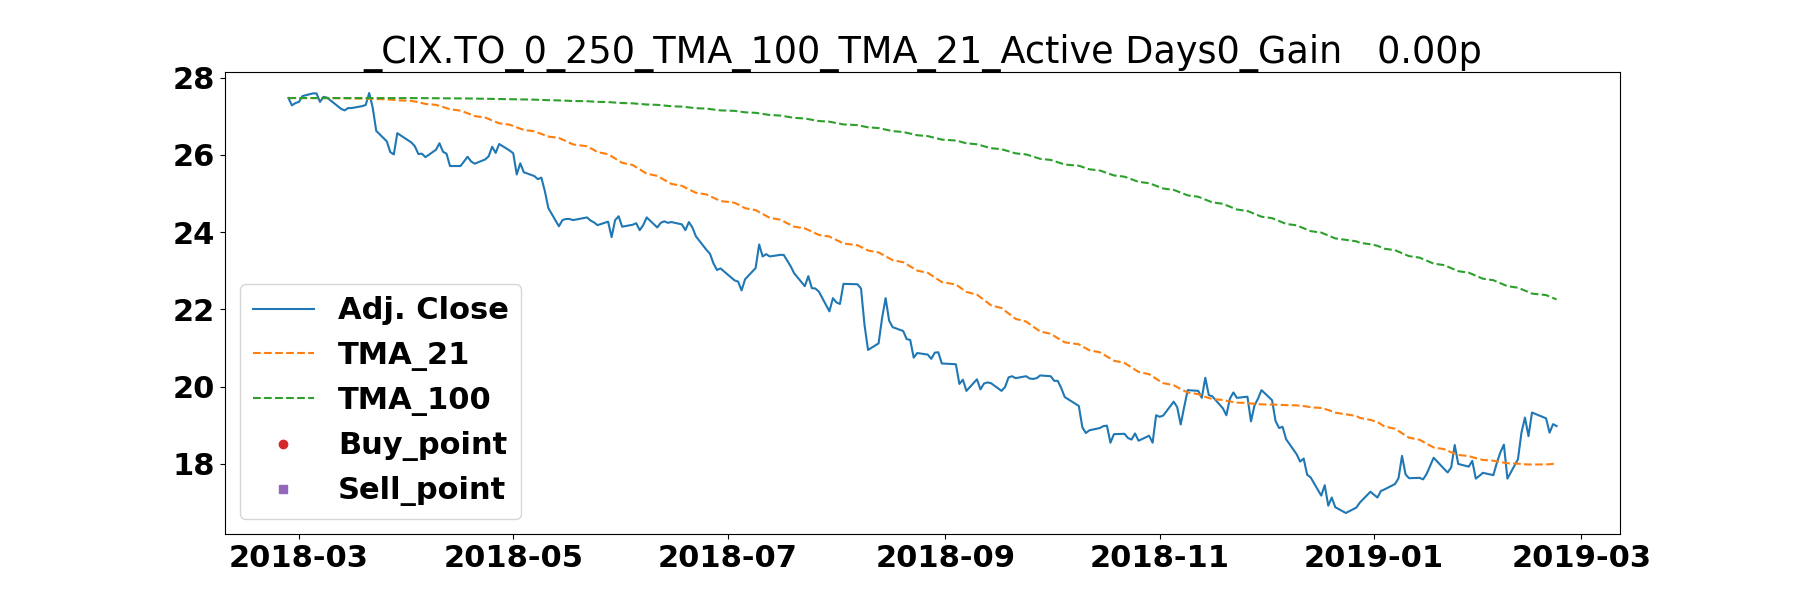 _CIX.TO_0_250_TMA_100_TMA_21_Active Days0_Gain   0.00p
28
26
24
22
20
18
Adj. Close
TMA_21
TMA_100
Buy_point
Sell_point
2018-03 2018-05 2018-07 2018-09 2018-11 2019-01 2019-03